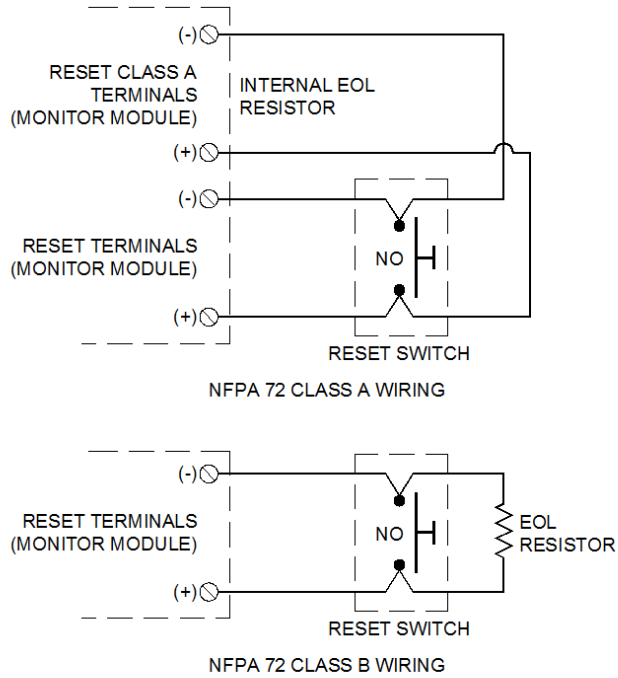 (-)
RESET CLASS A
TERMINALS
(MONITOR MODULE)
INTERNAL EOL
RESISTOR
(+)
(-)
RESET TERMINALS
(MONITOR MODULE)
NO
(+)
RESET SWITCH
NFPA 72 CLASS A WIRING
(-)
RESET TERMINALS
(MONITOR MODULE)
NO
EOL
RESISTOR
(+)
RESET SWITCH
NFPA 72 CLASS B WIRING